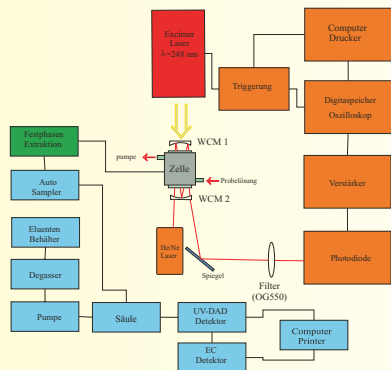 Excimer
Laser
λ=248 nm
Computer
Drucker
Triggerung
Digitaspeicher
Oszilloskop
Festphasen
Extraktion
pumpe
WCM 1
Zelle
Probelösung
WCM 2
Auto
Sampler
Verstärker
Eluenten
Behälter
He/Ne
Laser
Spiegel
Filter
(OG550)
Photodiode
Degasser
Pumpe
Säule
UV-DAD
Detektor
Computer
Printer
EC
Detektor